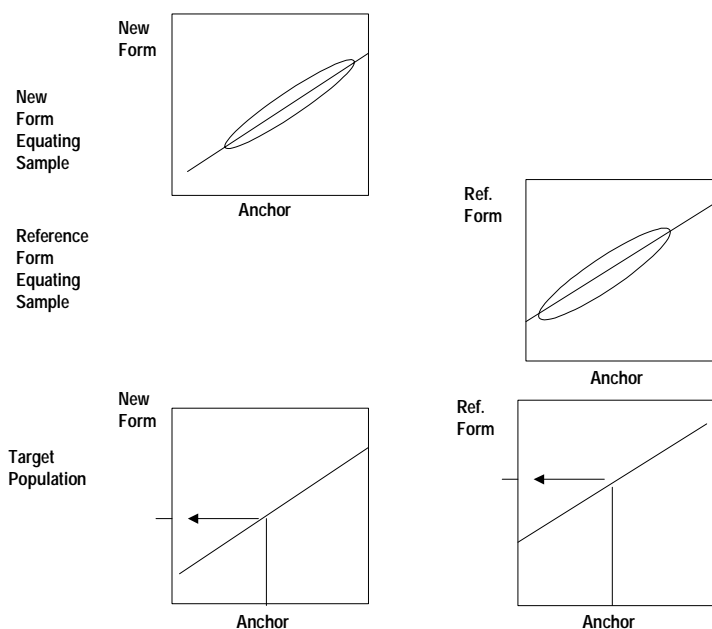 New
Form
New
Form
Equating
Sample
Anchor
Ref.
Form
Reference
Form
Equating
Sample
Anchor
New
Form
Ref.
Form
Target
Population
Anchor
Anchor